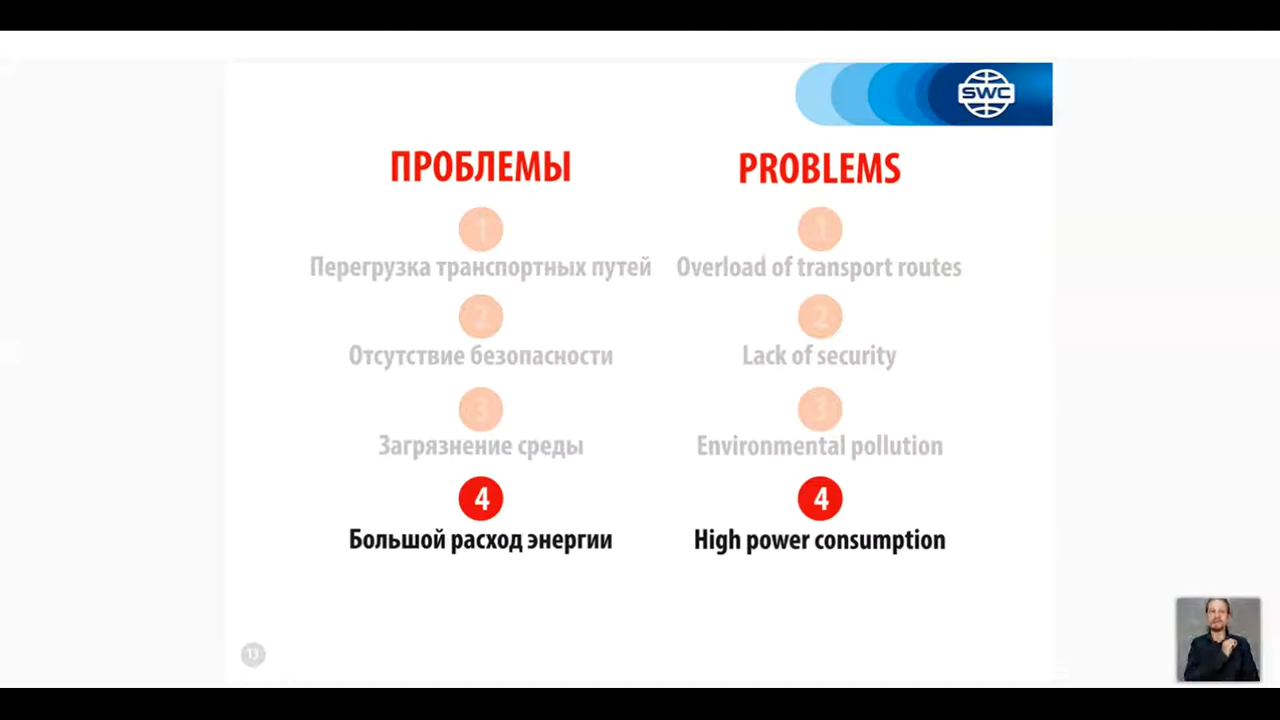 SWC
ПРОБЛЕМЫ
1
Перегрузка транспортных путей
2
Отсутствие безопасности
3
Загрязнение среды
4
Большой расход энергии
PROBLEMS
1
Overload of transport routes
2
Lack of security
3
Environmental pollution
4
High power consumption
13